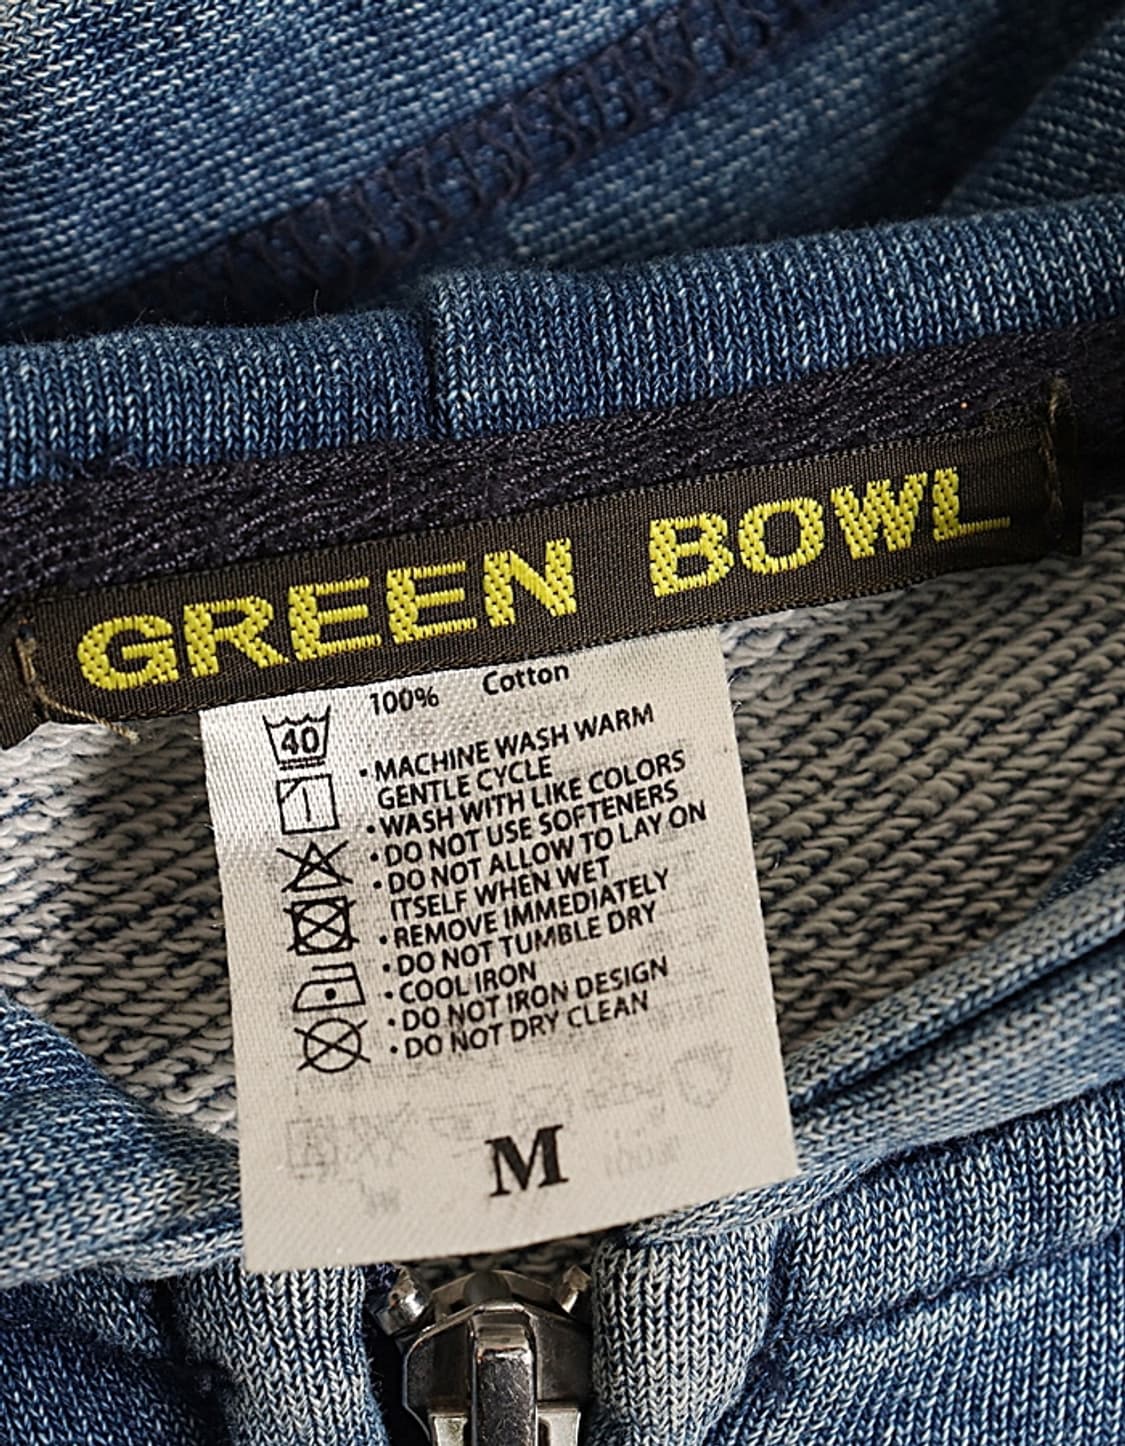 GREEN BOWL
100% Cotton
40
• MACHINE WASH WARM
GENTLE CYCLE
• WASH WITH LIKE COLORS
• DO NOT USE SOFTENERS
• DO NOT ALLOW TO LAY ON
ITSELF WHEN WET
• REMOVE IMMEDIATELY
• DO NOT TUMBLE DRY
• COOL IRON
• DO NOT IRON DESIGN
• DO NOT DRY CLEAN
M